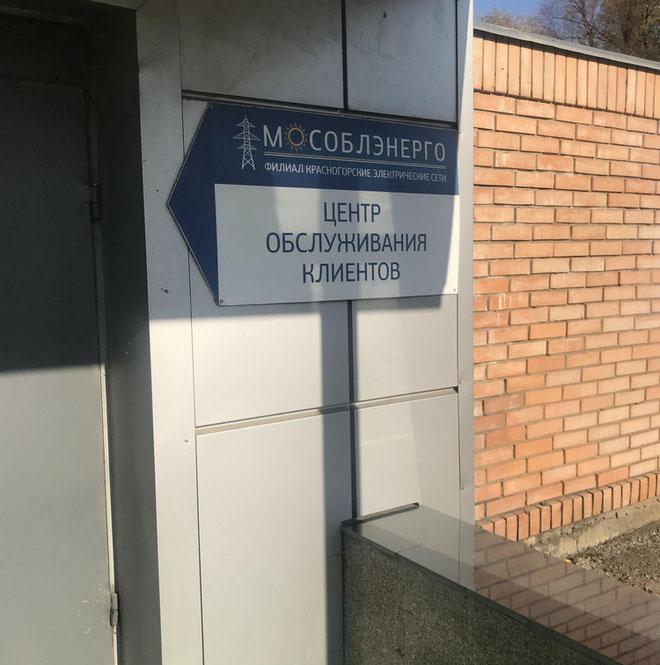 МОСОБЛЭНЕРГО
ФИЛИАЛ КРАСНОГОРСКИЕ ЭЛЕКТРИЧЕСКИЕ СЕТИ
ЦЕНТР
ОБСЛУЖИВАНИЯ
КЛИЕНТОВ